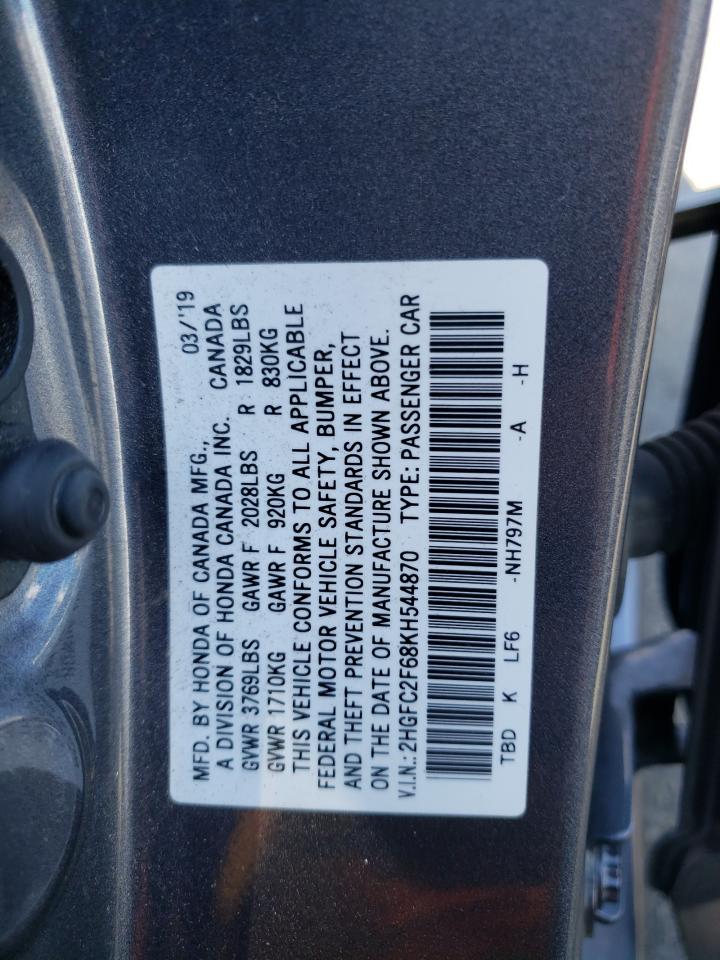 MFD. BY HONDA OF CANADA MFG., 03/'19
A DIVISION OF HONDA CANADA INC. CANADA
GVWR 3769LBS GAWR F 2028LBS R 1829LBS
GVWR 1710KG GAWR F 920KG R 830KG
THIS VEHICLE CONFORMS TO ALL APPLICABLE
FEDERAL MOTOR VEHICLE SAFETY, BUMPER,
AND THEFT PREVENTION STANDARDS IN EFFECT
ON THE DATE OF MANUFACTURE SHOWN ABOVE.
V.I.N.: 2HGFC2F68KH544870 TYPE: PASSENGER CAR
TBD K LF6 -NH797M -A -H